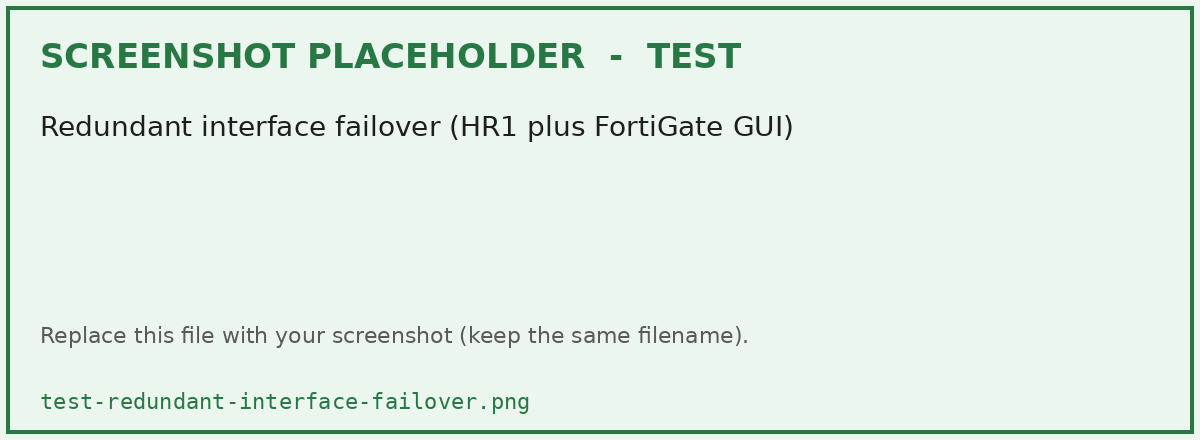 SCREENSHOT PLACEHOLDER - TEST
Redundant interface failover (HR1 plus FortiGate GUI)
Replace this file with your screenshot (keep the same filename).
test-redundant-interface-failover.png